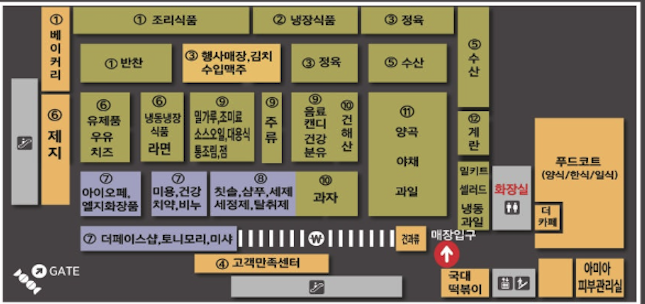 ① 베이커리
① 조리식품
② 냉장식품
③ 정육
⑤ 수산
① 반찬
③ 행사매장,김치
수입맥주
③ 정육
⑤ 수산
⑥ 제지
⑥
유제품
우유
치즈
⑥
냉동냉장
식품
라면
⑨
밀가루,조미료
소스오일,대용식
통조림,점
⑨
주류
⑨
음료
캔디
건강
분유
⑩
건해산
⑪
양곡
야채
과일
⑫
계란
⑦
아이오페,
엘지화장품
⑦
미용,건강
치약,비누
⑧
칫솔,샴푸,세제
세정제,탈취제
⑩
과자
밀키트
샐러드
냉동
과일
화장실
푸드코트
(양식/한식/일식)
더
카페
⑦ 더페이스샵,토니모리,미샤
₩
건과류
매장입구
④ 고객만족센터
GATE
국대
떡볶이
아미아
피부관리실